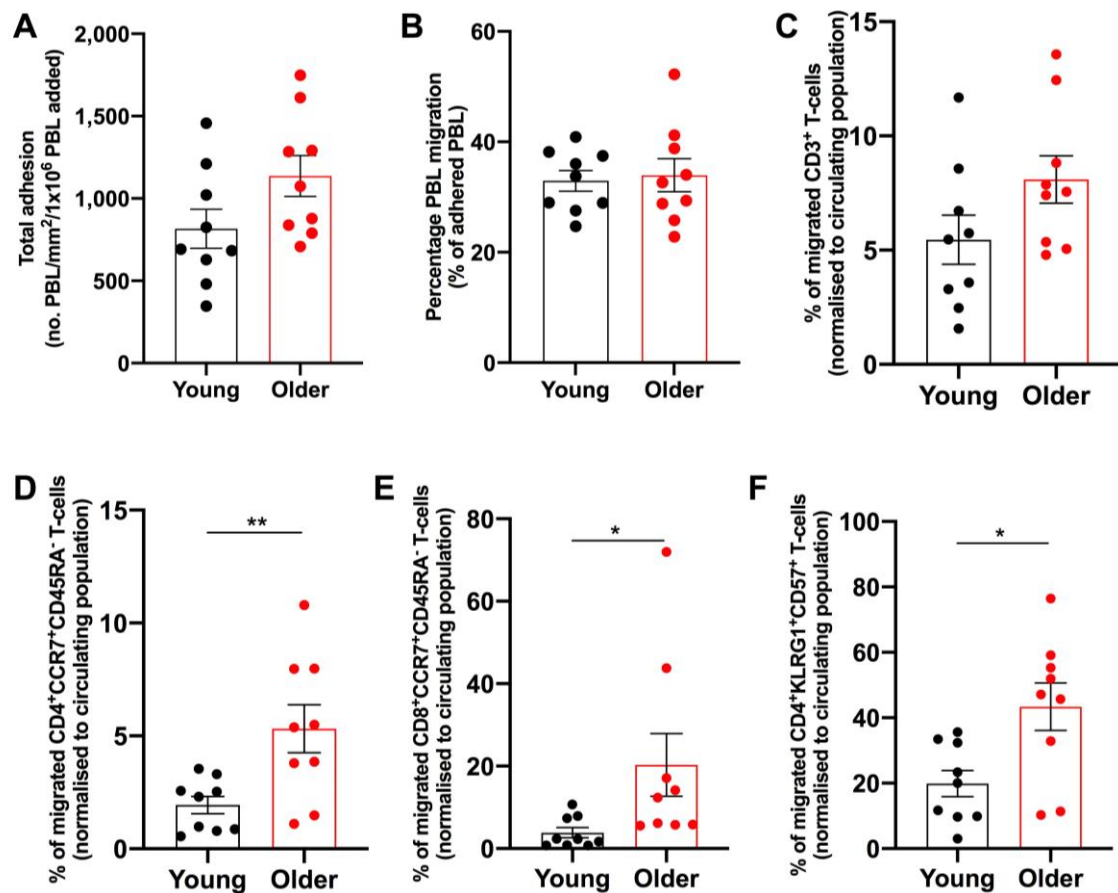 A
Total adhesion
(no. PBL/mm²/1x10⁶ PBL added)
2,000
1,500
1,000
500
0
Young Older
B
Percentage PBL migration
(% of adhered PBL)
60
40
20
0
Young Older
C
% of migrated CD3⁺ T-cells
(normalised to circulating population)
15
10
5
0
Young Older
D
% of migrated CD4⁺CCR7⁺CD45RA⁻ T-cells
(normalised to circulating population)
15
10
5
0
**
Young Older
E
% of migrated CD8⁺CCR7⁺CD45RA⁻ T-cells
(normalised to circulating population)
80
60
40
20
0
*
Young Older
F
% of migrated CD4⁺KLRG1⁺CD57⁺ T-cells
(normalised to circulating population)
100
80
60
40
20
0
*
Young Older